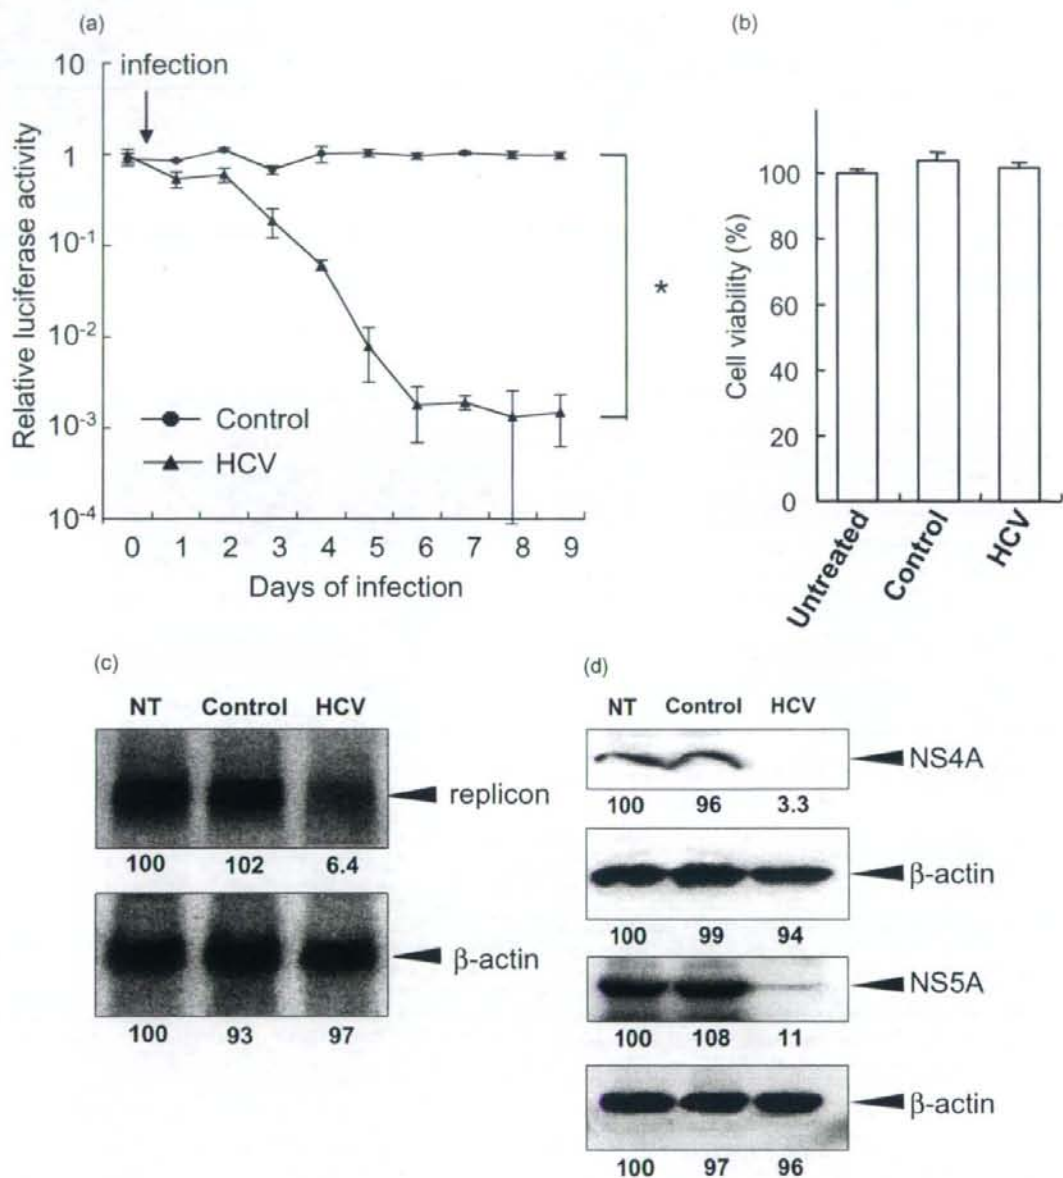 (a)
10
infection
1
10-1
10-2
10-3
10-4
Relative luciferase activity
Control
HCV
*
0 1 2 3 4 5 6 7 8 9
Days of infection
(b)
100
80
60
40
20
0
Cell viability (%)
Untreated
Control
HCV
(c)
NT Control HCV
replicon
100 102 6.4
β-actin
100 93 97
(d)
NT Control HCV
NS4A
100 96 3.3
β-actin
100 99 94
NS5A
100 108 11
β-actin
100 97 96